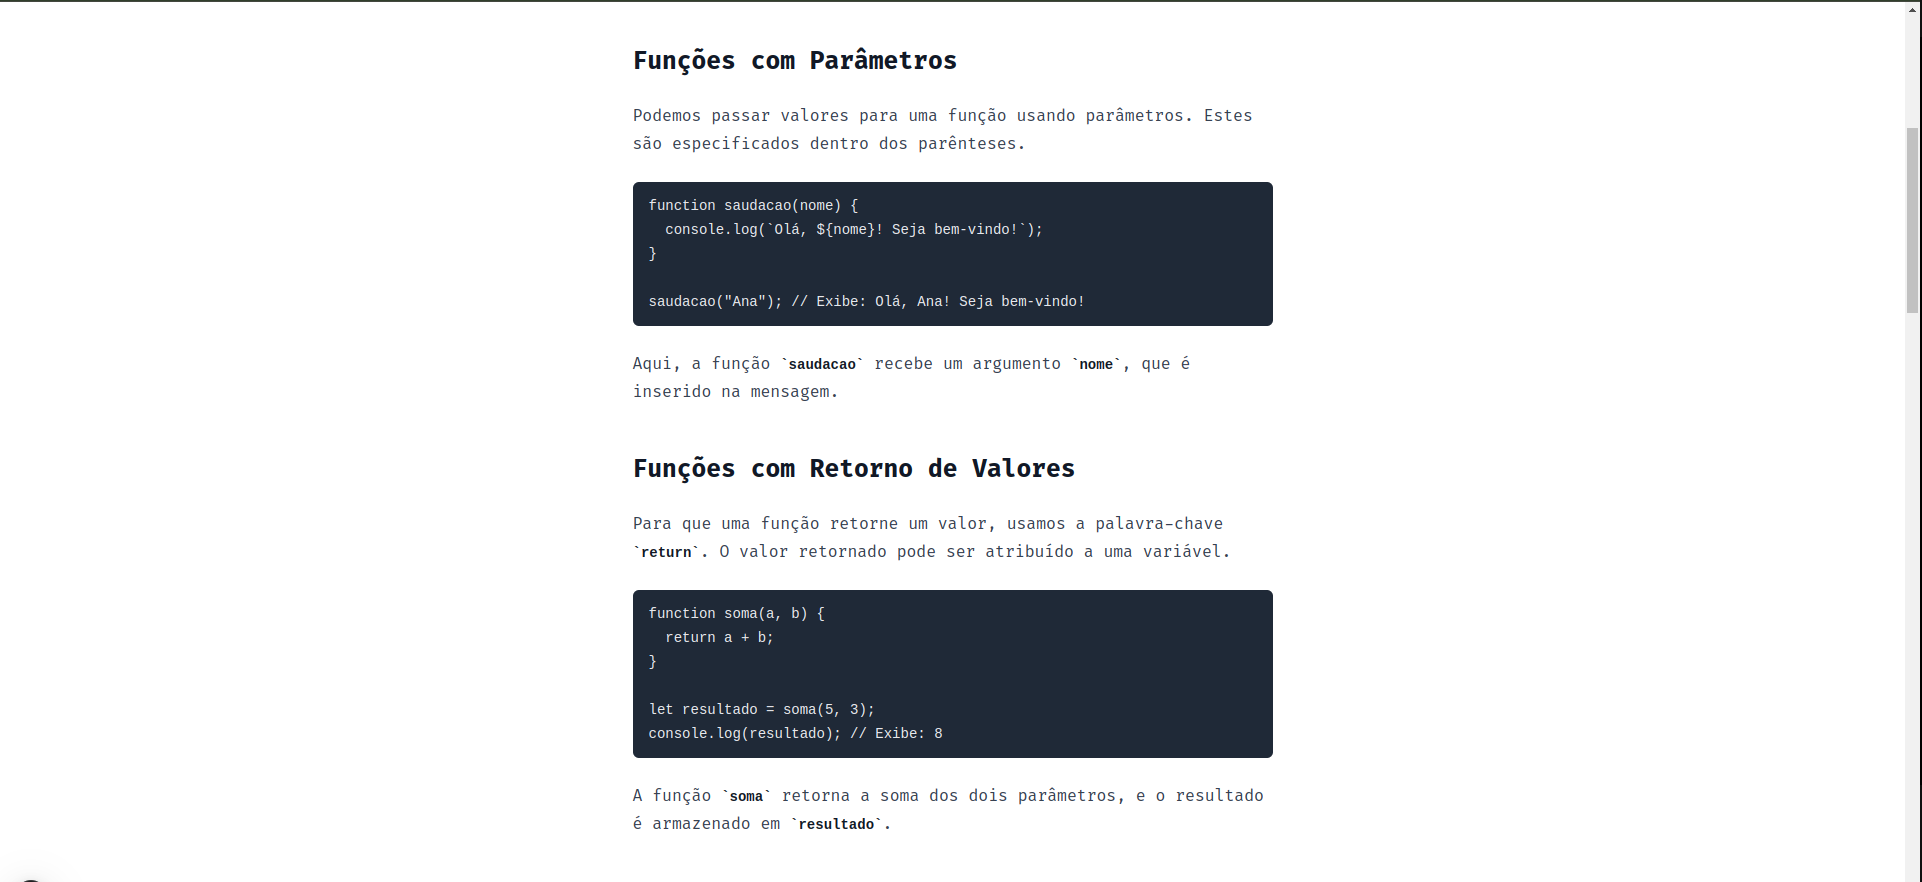 Funções com Parâmetros
Podemos passar valores para uma função usando parâmetros. Estes
são especificados dentro dos parênteses.
function saudacao(nome) {
  console.log(`Olá, ${nome}! Seja bem-vindo!`);
}
saudacao("Ana"); // Exibe: Olá, Ana! Seja bem-vindo!
Aqui, a função `saudacao` recebe um argumento `nome`, que é
inserido na mensagem.
Funções com Retorno de Valores
Para que uma função retorne um valor, usamos a palavra-chave
`return`. O valor retornado pode ser atribuído a uma variável.
function soma(a, b) {
  return a + b;
}
let resultado = soma(5, 3);
console.log(resultado); // Exibe: 8
A função `soma` retorna a soma dos dois parâmetros, e o resultado
é armazenado em `resultado`.